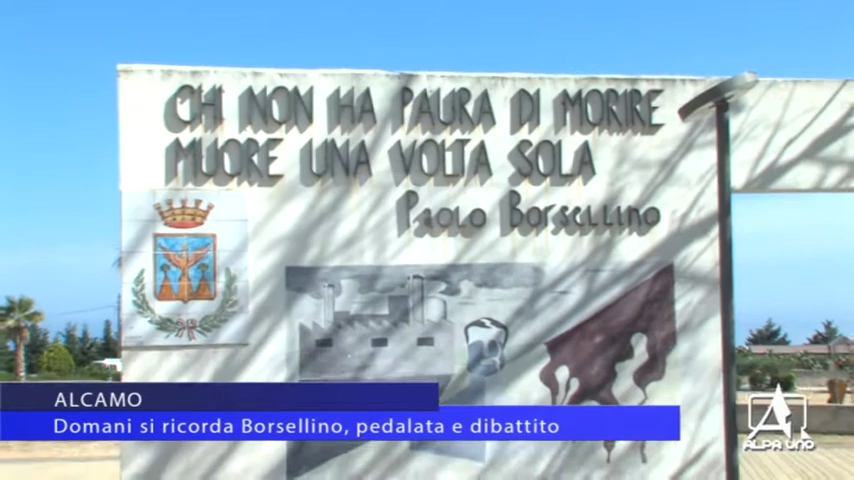 CHI NON HA PAURA DI MORIRE
MUORE UNA VOLTA SOLA
Paolo Borsellino
ALCAMO
Domani si ricorda Borsellino, pedalata e dibattito
ALPA UNO